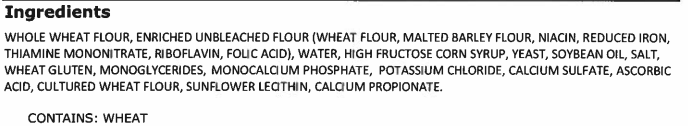 Ingredients
WHOLE WHEAT FLOUR, ENRICHED UNBLEACHED FLOUR (WHEAT FLOUR, MALTED BARLEY FLOUR, NIACIN, REDUCED IRON,
THIAMINE MONONITRATE, RIBOFLAVIN, FOLIC ACID), WATER, HIGH FRUCTOSE CORN SYRUP, YEAST, SOYBEAN OIL, SALT,
WHEAT GLUTEN, MONOGLYCERIDES, MONOCALCIUM PHOSPHATE, POTASSIUM CHLORIDE, CALCIUM SULFATE, ASCORBIC
ACID, CULTURED WHEAT FLOUR, SUNFLOWER LECITHIN, CALCIUM PROPIONATE.
CONTAINS: WHEAT